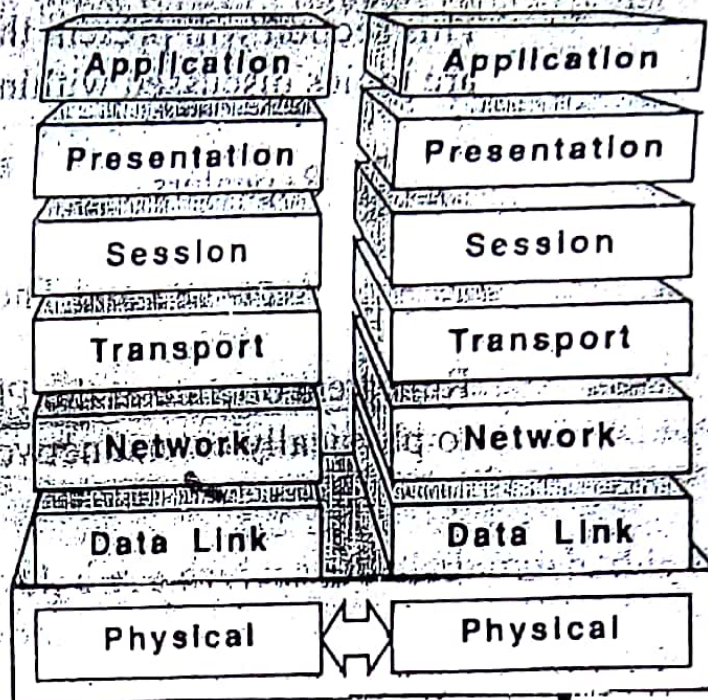 Application
Presentation
Session
Transport
Network
Data Link
Physical
Application
Presentation
Session
Transport
Network
Data Link
Physical